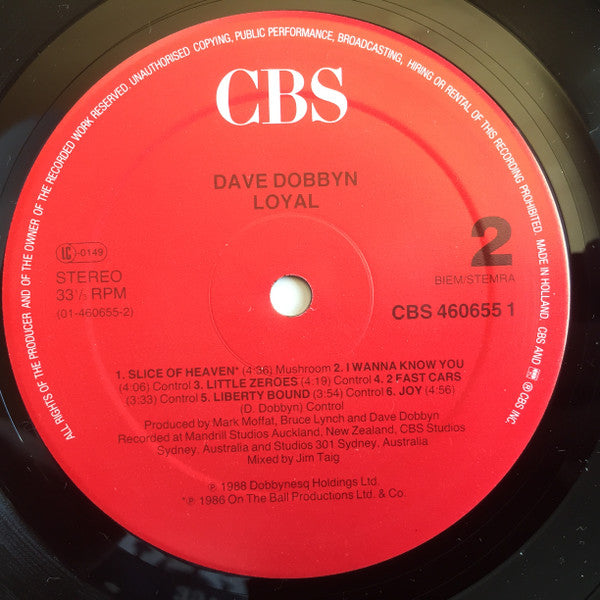 ALL RIGHTS OF THE PRODUCER AND OF THE OWNER OF THE RECORDED WORK RESERVED. UNAUTHORISED COPYING, PUBLIC PERFORMANCE, BROADCASTING, HIRING OR RENTAL OF THIS RECORDING PROHIBITED. MADE IN HOLLAND. CBS AND ® CBS INC.
CBS
DAVE DOBBYN
LOYAL
2
LC-0149
STEREO
33⅓ RPM
(01-460655-2)
BIEM/STEMRA
CBS 460655 1
1. SLICE OF HEAVEN* (4:36) Mushroom 2. I WANNA KNOW YOU
(4:06) Control 3. LITTLE ZEROES (4:19) Control 4. 2 FAST CARS
(3:33) Control 5. LIBERTY BOUND (3:54) Control 6. JOY (4:56)
(D. Dobbyn) Control
Produced by Mark Moffat, Bruce Lynch and Dave Dobbyn
Recorded at Mandrill Studios Auckland, New Zealand, CBS Studios
Sydney, Australia and Studios 301 Sydney, Australia
Mixed by Jim Taig
℗ 1988 Dobbynesq Holdings Ltd.
*℗ 1986 On The Ball Productions Ltd. & Co.